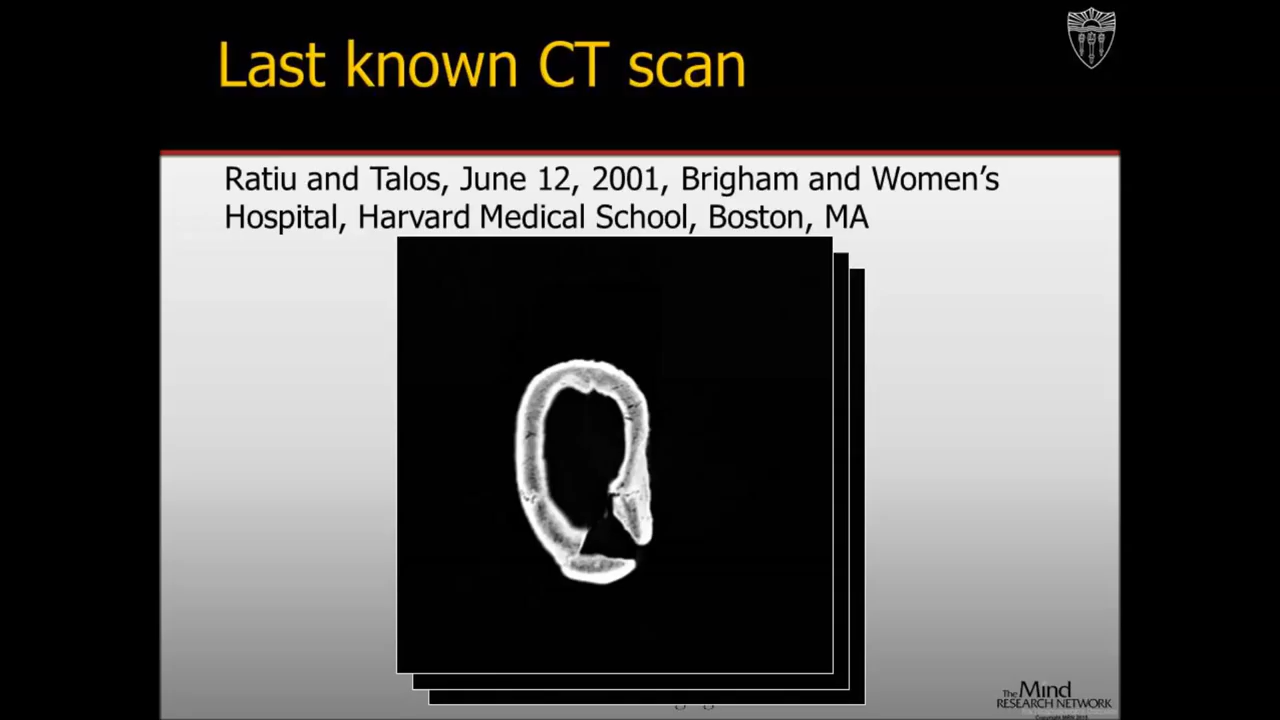 Last known CT scan
Ratiu and Talos, June 12, 2001, Brigham and Women's
Hospital, Harvard Medical School, Boston, MA
The Mind
RESEARCH NETWORK